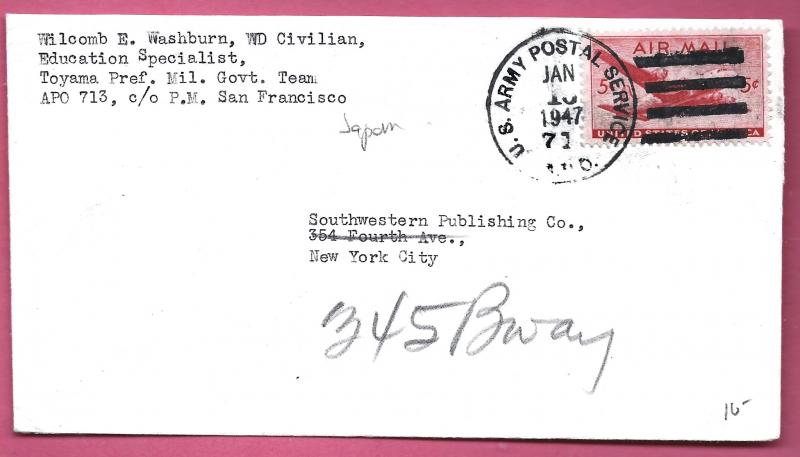 Wilcomb E. Washburn, WD Civilian,
Education Specialist,
Toyama Pref. Mil. Govt. Team
APO 713, c/o P.M. San Francisco
Japan
U.S. ARMY POSTAL SERVICE
JAN
1947
AIR MAIL
5¢
UNITED STATES OF AMERICA
Southwestern Publishing Co.,
354 Fourth Ave.,
New York City
345 Bway